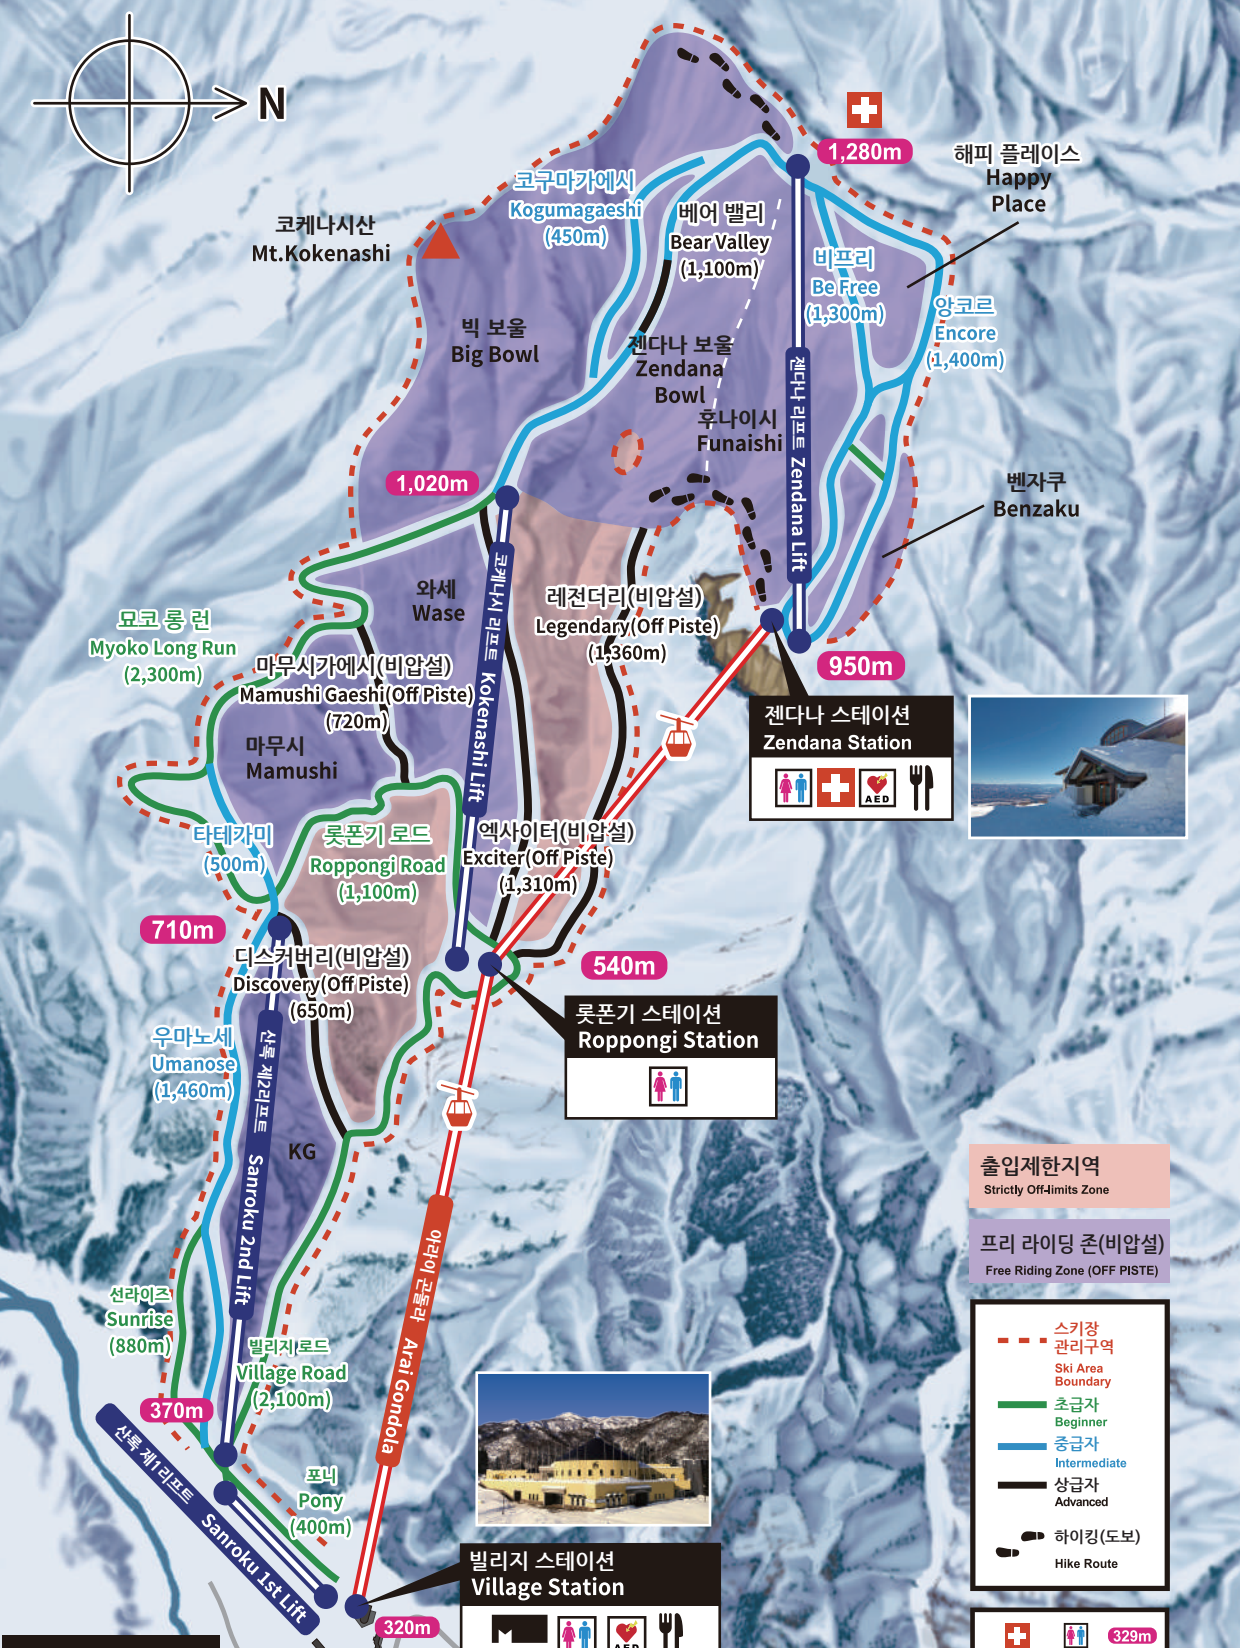 N
1,280m
해피 플레이스
Happy
Place
코구마가에시
Kogumagaeshi
(450m)
베어 밸리
Bear Valley
(1,100m)
코케나시산
Mt.Kokenashi
비프리
Be Free
(1,300m)
앙코르
Encore
(1,400m)
빅 보울
Big Bowl
젠다나 보울
Zendana
Bowl
후나이시
Funaishi
젠다나 리프트 Zendana Lift
1,020m
벤자쿠
Benzaku
와세
Wase
코케나시 리프트 Kokenashi Lift
레전더리(비압설)
Legendary(Off Piste)
(1,360m)
묘코 롱 런
Myoko Long Run
(2,300m)
마무시가에시(비압설)
Mamushi Gaeshi(Off Piste)
(720m)
950m
젠다나 스테이션
Zendana Station
AED
마무시
Mamushi
타테가미
(500m)
롯폰기 로드
Roppongi Road
(1,100m)
엑사이터(비압설)
Exciter(Off Piste)
(1,310m)
710m
디스커버리(비압설)
Discovery(Off Piste)
(650m)
540m
롯폰기 스테이션
Roppongi Station
우마노세
Umanose
(1,460m)
산록 제2리프트 Sanroku 2nd Lift
KG
출입제한지역
Strictly Off-limits Zone
프리 라이딩 존(비압설)
Free Riding Zone (OFF PISTE)
아라이 곤돌라 Arai Gondola
선라이즈
Sunrise
(880m)
빌리지 로드
Village Road
(2,100m)
370m
산록 제1리프트 Sanroku 1st Lift
포니
Pony
(400m)
스키장
관리구역
Ski Area
Boundary
초급자
Beginner
중급자
Intermediate
상급자
Advanced
하이킹(도보)
Hike Route
빌리지 스테이션
Village Station
AED
320m
329m